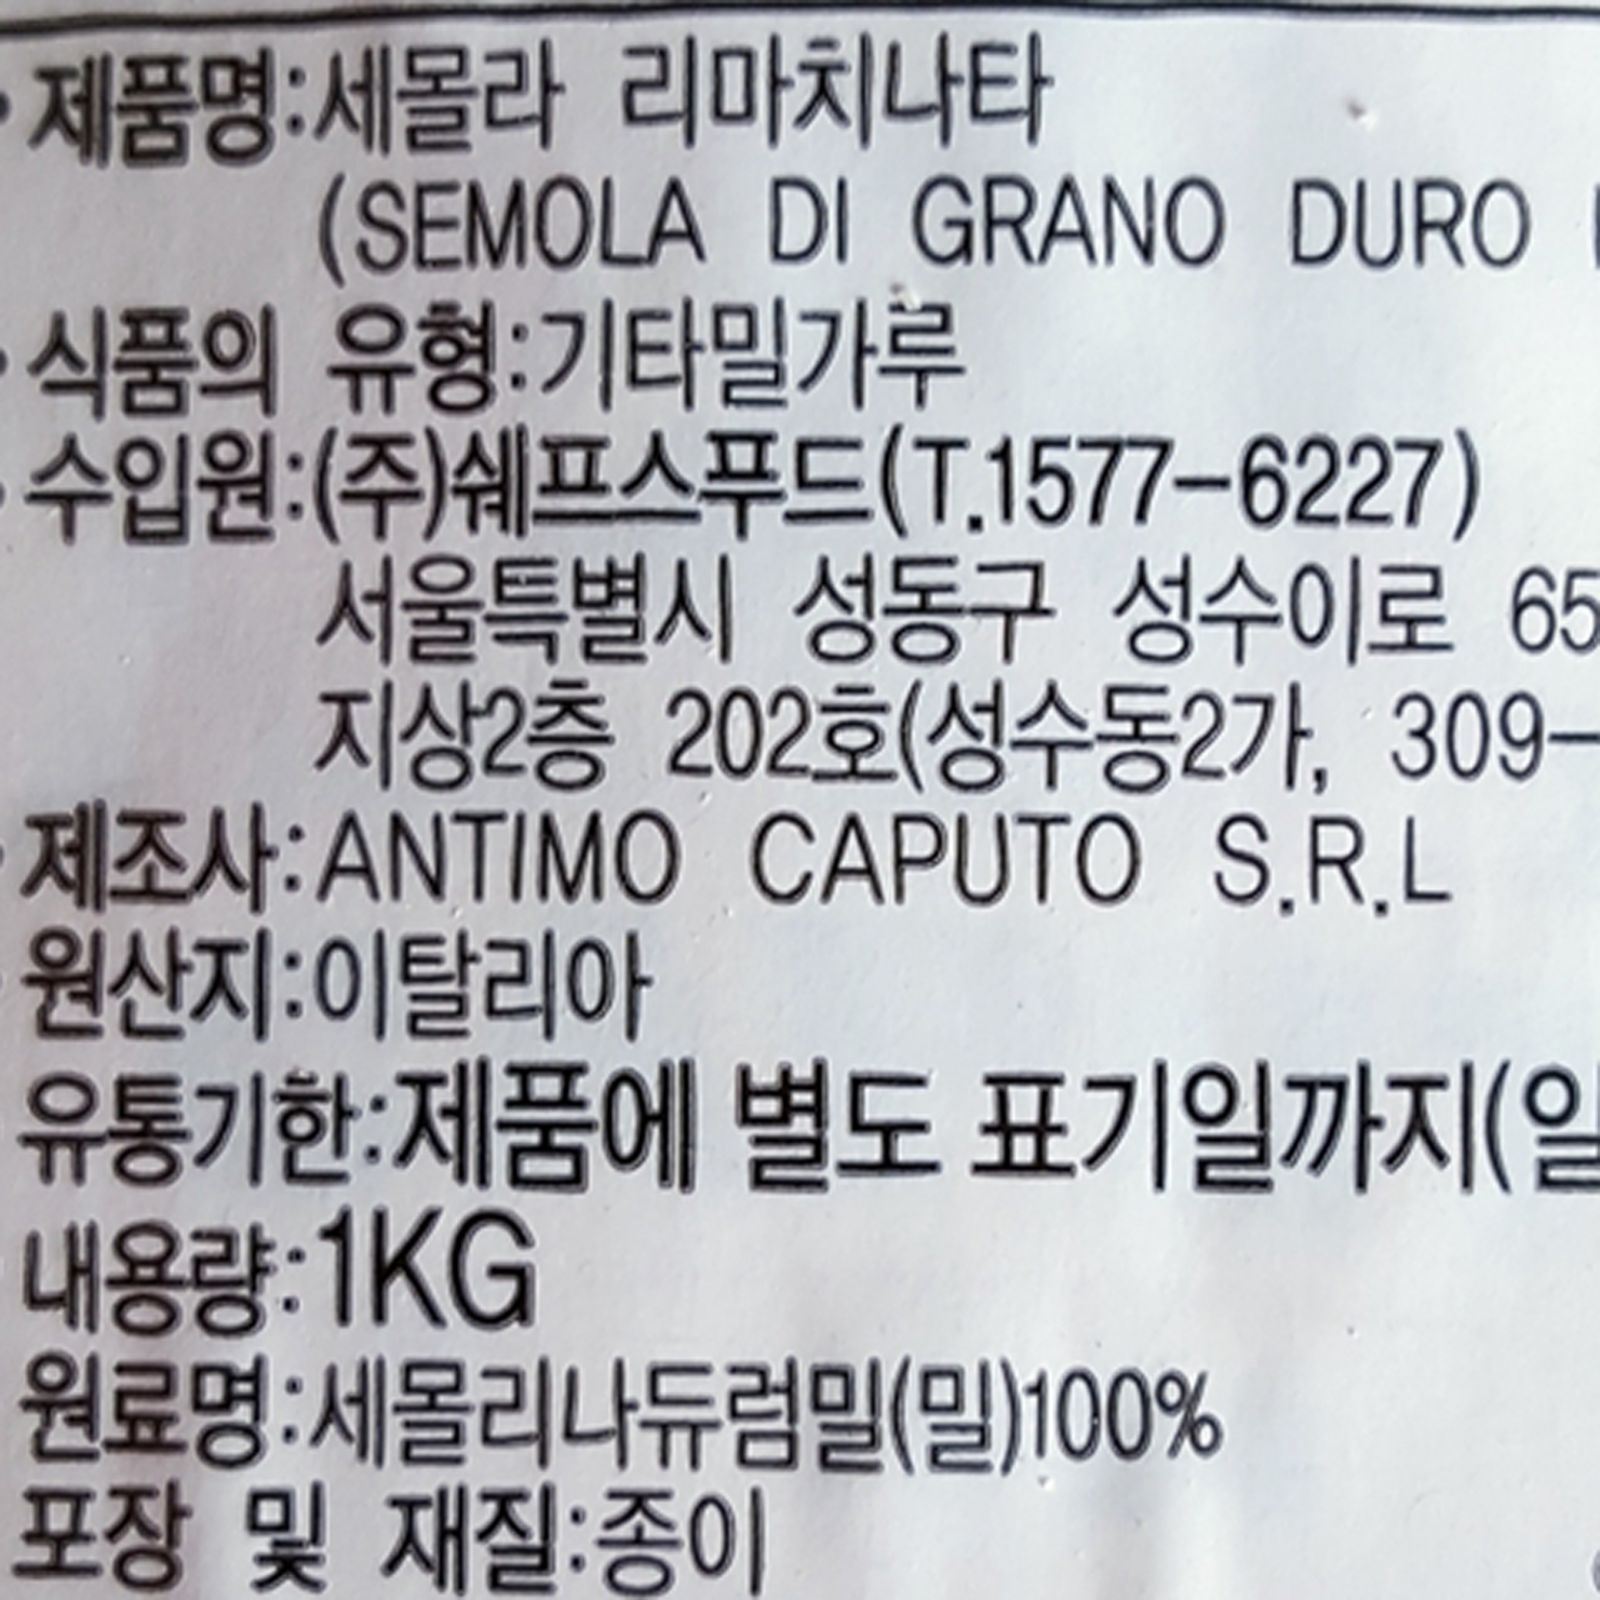 • 제품명:세몰라 리마치나타
(SEMOLA DI GRANO DURO
• 식품의 유형:기타밀가루
• 수입원:(주)쉐프스푸드(T.1577-6227)
서울특별시 성동구 성수이로 65
지상2층 202호(성수동2가, 309-
• 제조사:ANTIMO CAPUTO S.R.L
원산지:이탈리아
유통기한:제품에 별도 표기일까지(일
내용량:1KG
원료명:세몰리나듀럼밀(밀)100%
포장 및 재질:종이